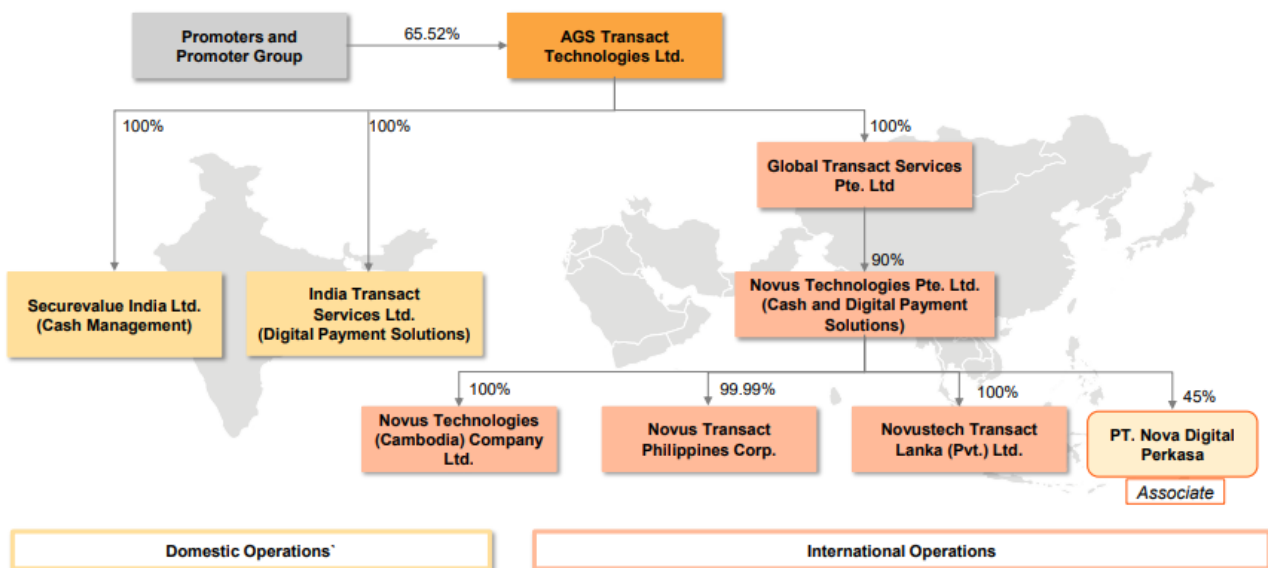 Promoters and
Promoter Group
65.52%
AGS Transact
Technologies Ltd.
100%
100%
100%
Global Transact Services
Pte. Ltd
90%
Securevalue India Ltd.
(Cash Management)
India Transact
Services Ltd.
(Digital Payment Solutions)
Novus Technologies Pte. Ltd.
(Cash and Digital Payment
Solutions)
100%
99.99%
100%
45%
Novus Technologies
(Cambodia) Company
Ltd.
Novus Transact
Philippines Corp.
Novustech Transact
Lanka (Pvt.) Ltd.
PT. Nova Digital
Perkasa
Associate
Domestic Operations`
International Operations